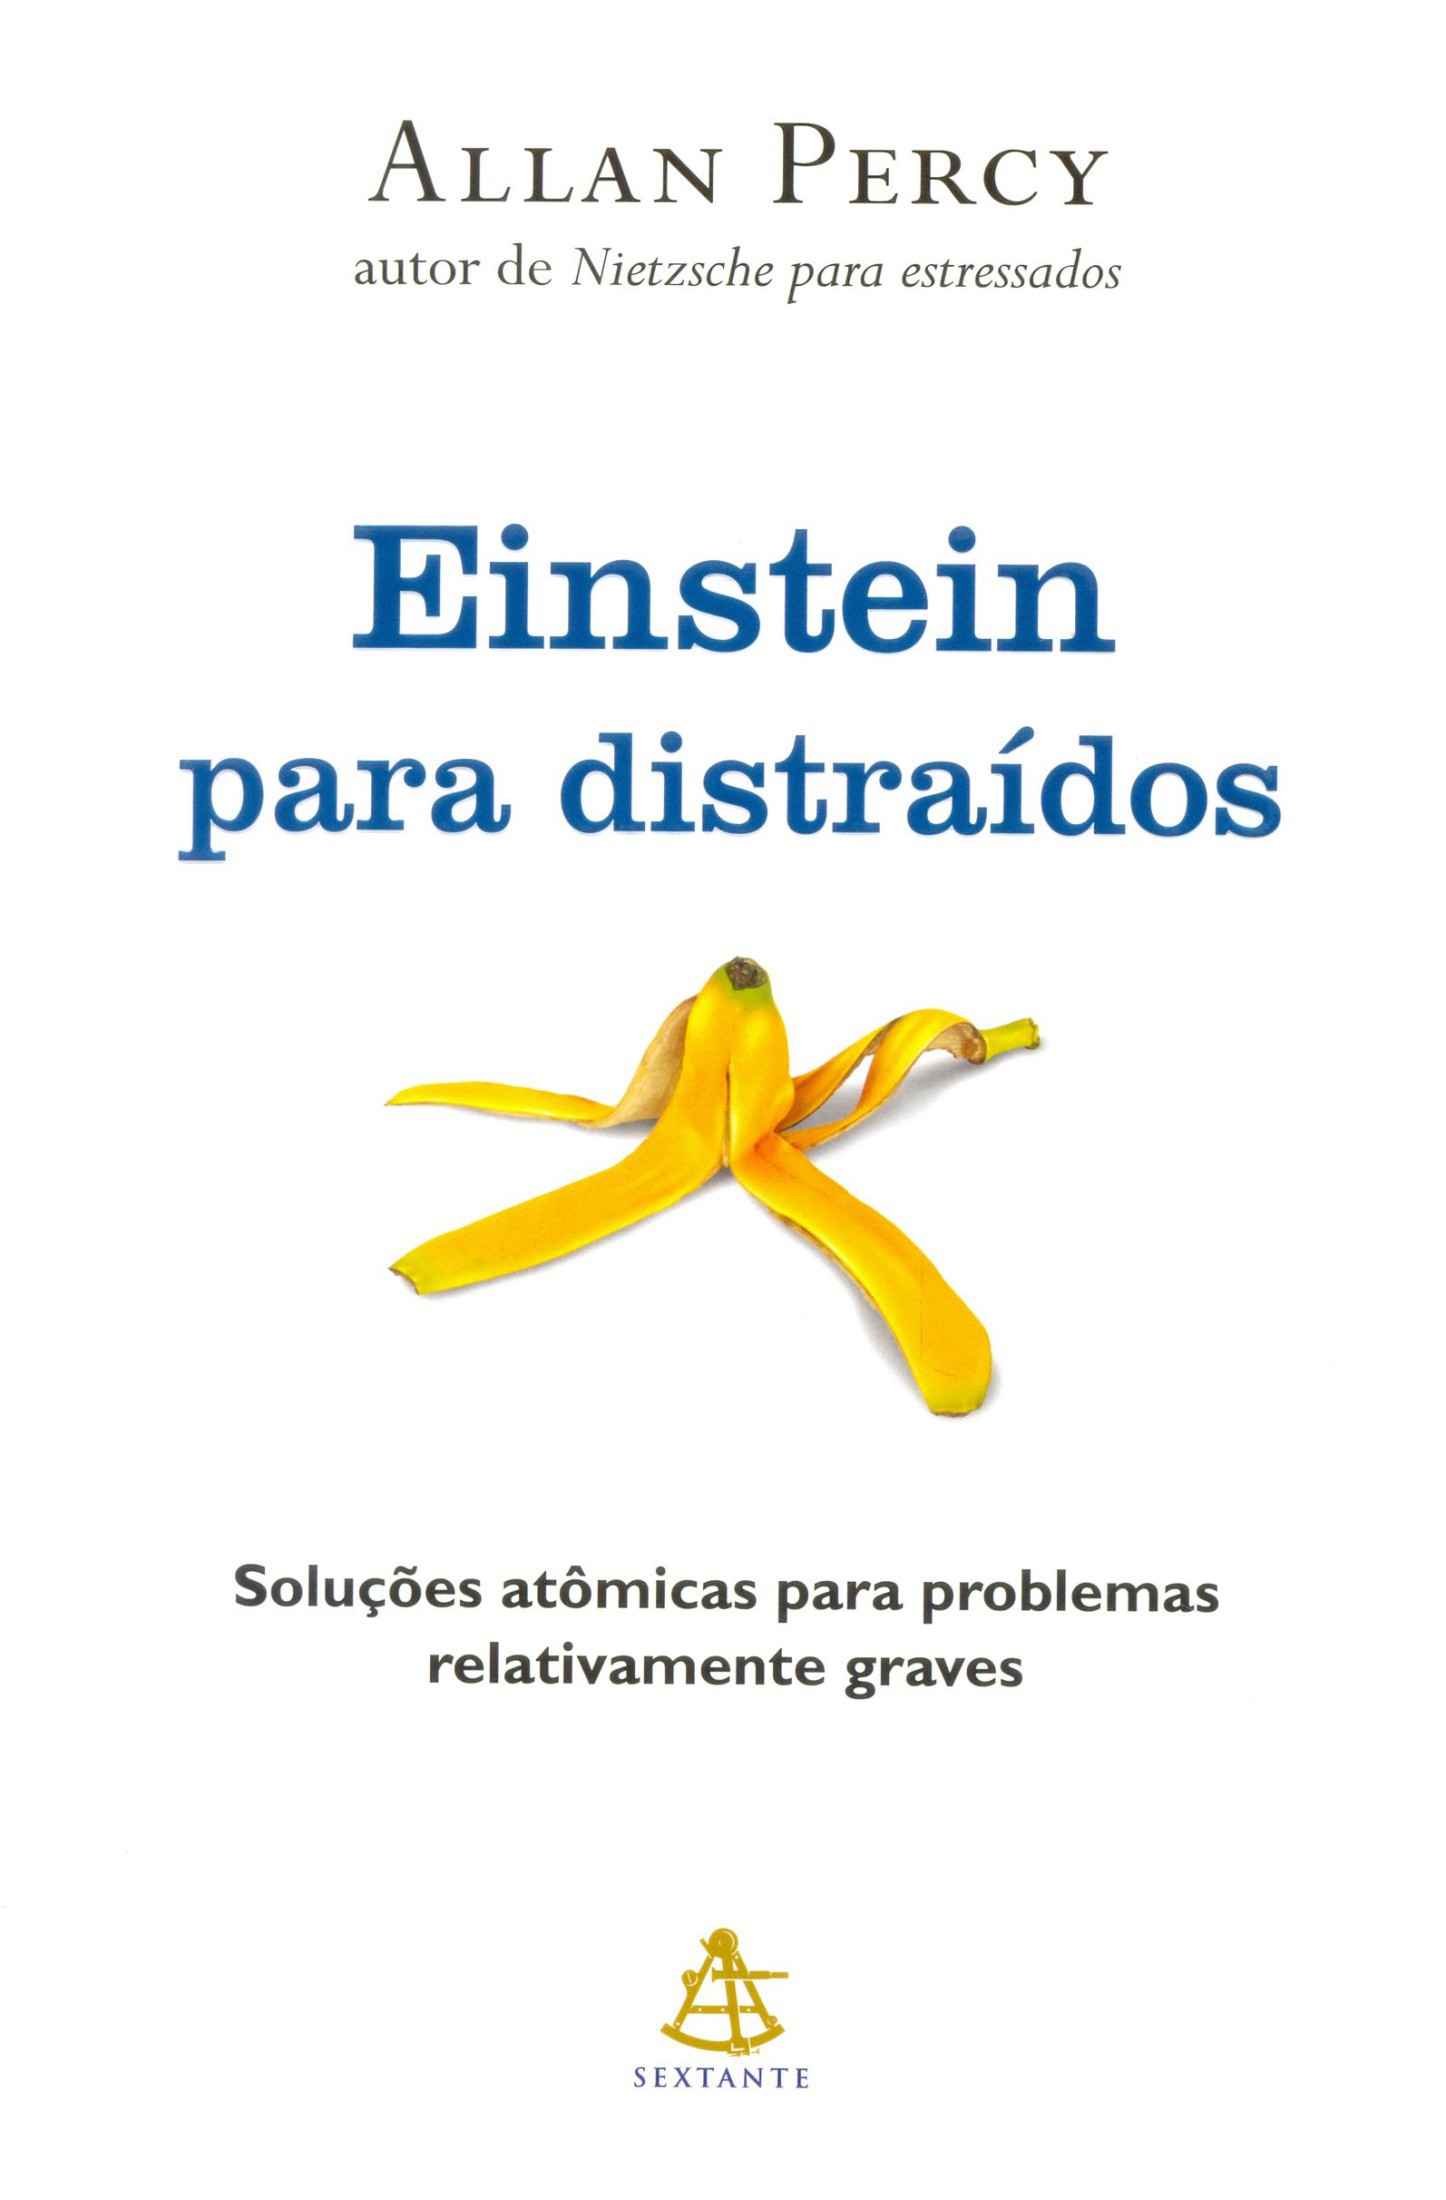 ALLAN PERCY
autor de Nietzsche para estressados
Einstein
para distraídos
Soluções atômicas para problemas
relativamente graves
SEXTANTE